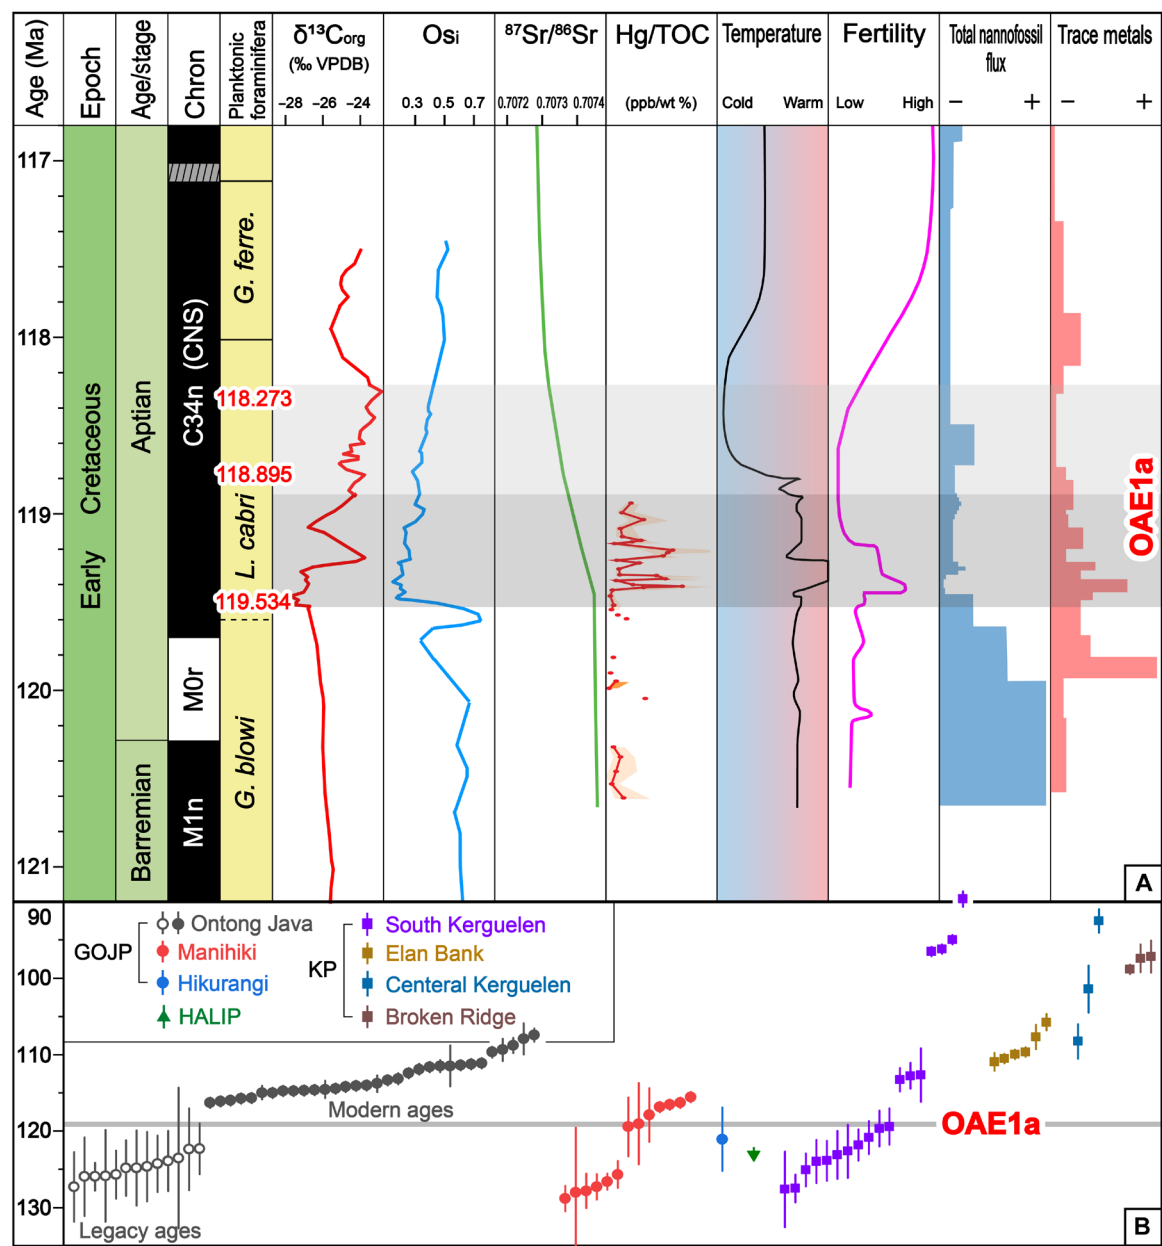 Age (Ma)
Epoch
Age/stage
Chron
Planktonic
foraminifera
δ¹³Corg
(‰ VPDB)
−28 −26 −24
Osi
0.3 0.5 0.7
⁸⁷Sr/⁸⁶Sr
0.7072 0.7073 0.7074
Hg/TOC
(ppb/wt %)
Temperature
Cold Warm
Fertility
Low High
Total nannofossil
flux
− +
Trace metals
− +
117
118
119
120
121
Early Cretaceous
Aptian
Barremian
C34n (CNS)
M0r
M1n
G. ferre.
L. cabri
G. blowi
118.273
118.895
119.534
OAE1a
A
90
100
110
120
130
GOJP
Ontong Java
Manihiki
Hikurangi
HALIP
KP
South Kerguelen
Elan Bank
Centeral Kerguelen
Broken Ridge
Modern ages
OAE1a
Legacy ages
B